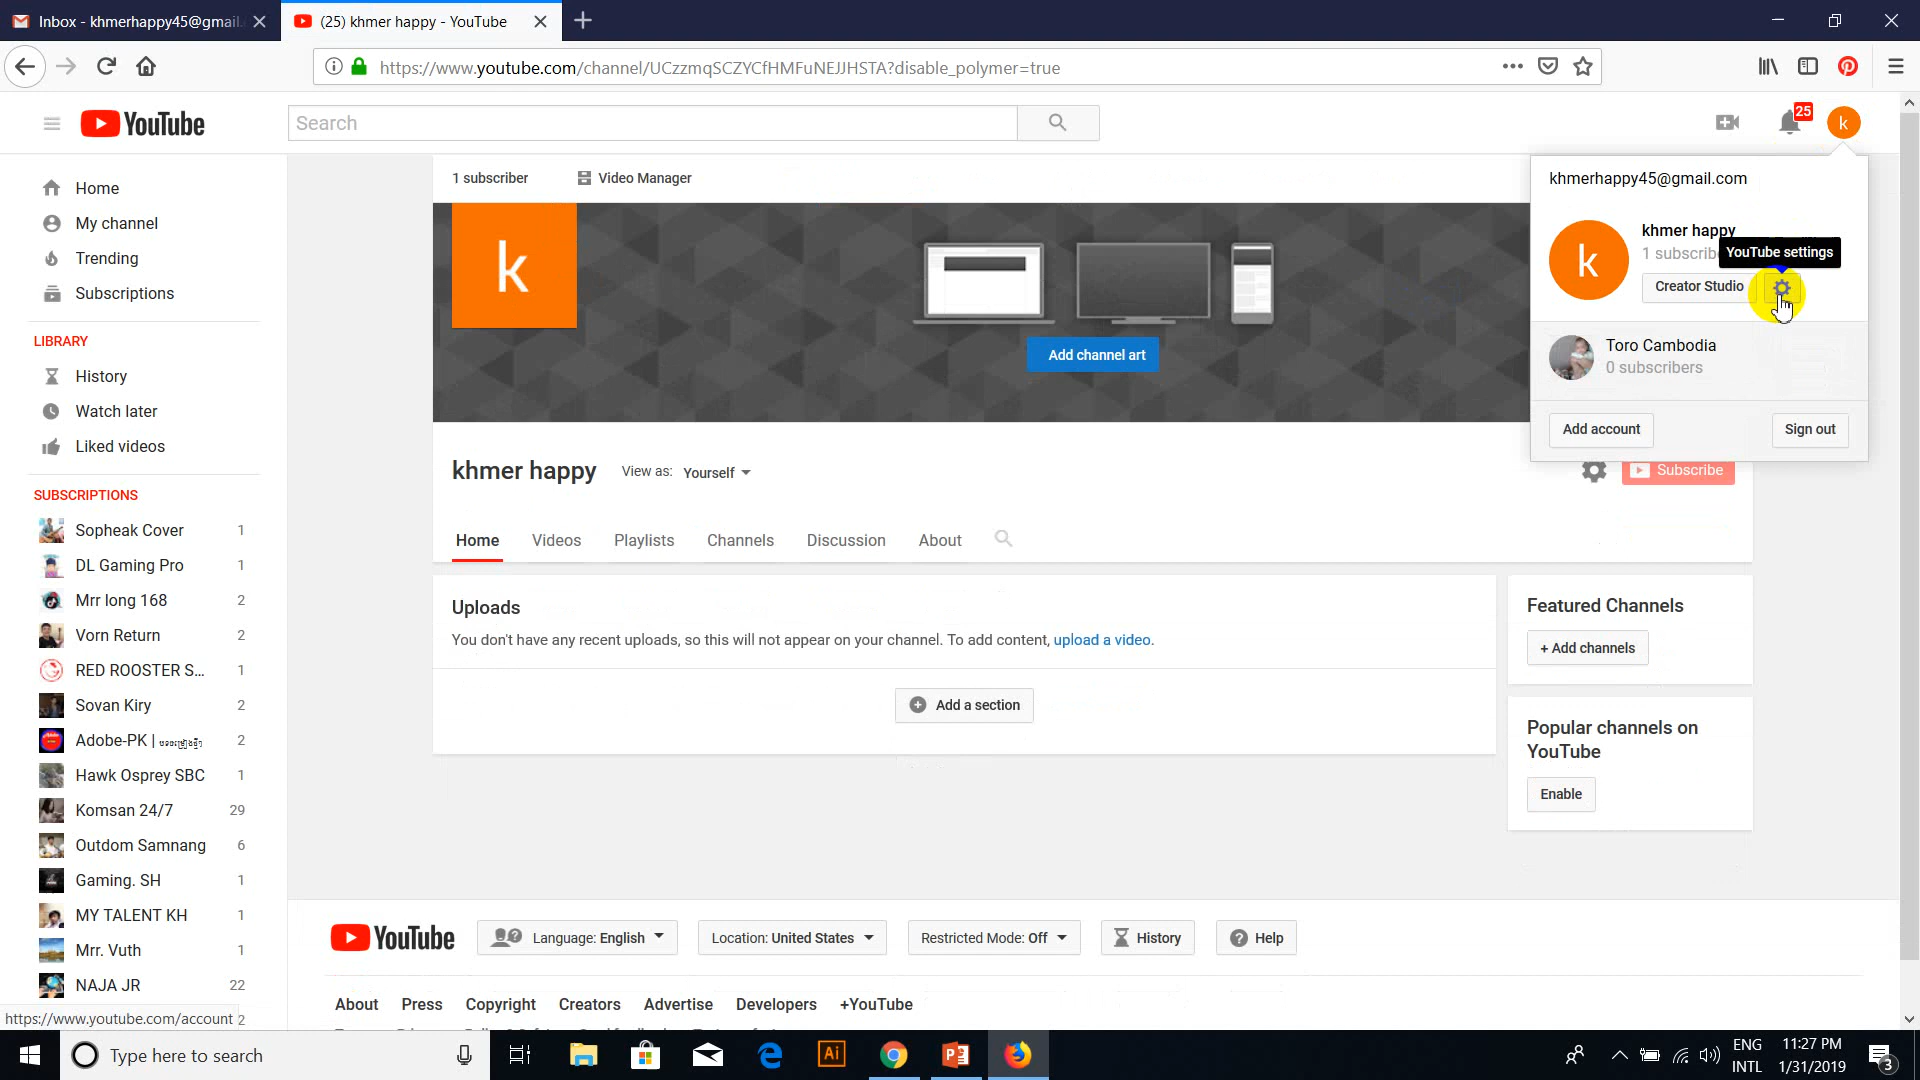 Inbox - khmerhappy45@gmail.
(25) khmer happy - YouTube
https://www.youtube.com/channel/UCzzmqSCZYCfHMFuNEJJHSTA?disable_polymer=true
YouTube
Search
25
k
Home
My channel
Trending
Subscriptions
LIBRARY
History
Watch later
Liked videos
SUBSCRIPTIONS
Sopheak Cover 1
DL Gaming Pro 1
Mrr long 168 2
Vorn Return 2
RED ROOSTER S... 1
Sovan Kiry 2
Adobe-PK | 2
Hawk Osprey SBC 1
Komsan 24/7 29
Outdom Samnang 6
Gaming. SH 1
MY TALENT KH 1
Mrr. Vuth 1
NAJA JR 22
https://www.youtube.com/account 2
1 subscriber
Video Manager
k
Add channel art
khmer happy
View as: Yourself
Subscribe
Home
Videos
Playlists
Channels
Discussion
About
Uploads
You don't have any recent uploads, so this will not appear on your channel. To add content, upload a video.
Add a section
Featured Channels
+ Add channels
Popular channels on
YouTube
Enable
khmerhappy45@gmail.com
k
khmer happy
1 subscribe
YouTube settings
Creator Studio
Toro Cambodia
0 subscribers
Add account
Sign out
YouTube
Language: English
Location: United States
Restricted Mode: Off
History
Help
About
Press
Copyright
Creators
Advertise
Developers
+YouTube
Type here to search
Ai
ENG
INTL
11:27 PM
1/31/2019
3